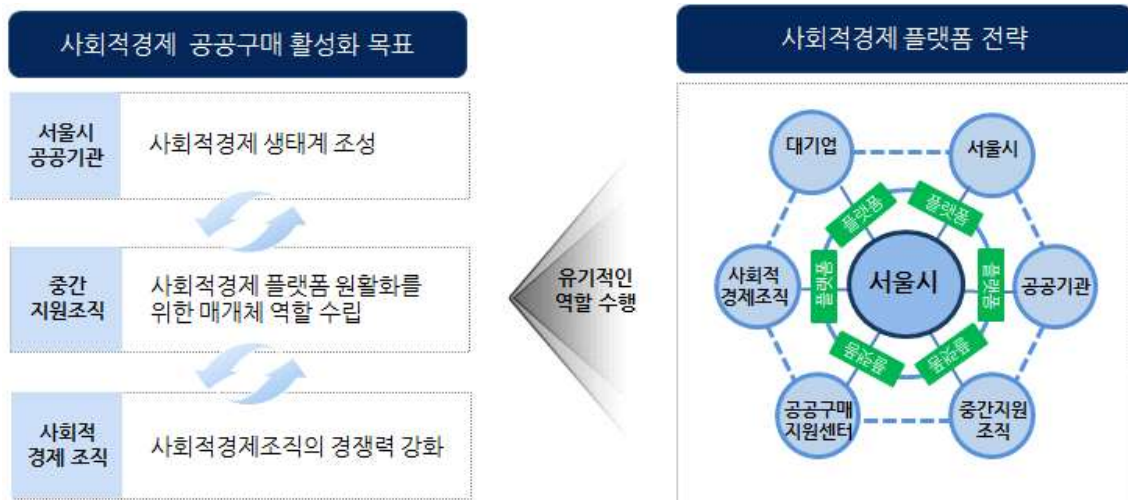 사회적경제 공공구매 활성화 목표
서울시
공공기관
사회적경제 생태계 조성
중간
지원조직
사회적경제 플랫폼 원활화를
위한 매개체 역할 수립
사회적
경제 조직
사회적경제조직의 경쟁력 강화
유기적인
역할 수행
사회적경제 플랫폼 전략
대기업
서울시
플랫폼
플랫폼
사회적
경제조직
플랫폼
서울시
플랫폼
공공기관
플랫폼
플랫폼
공공구매
지원센터
중간지원
조직